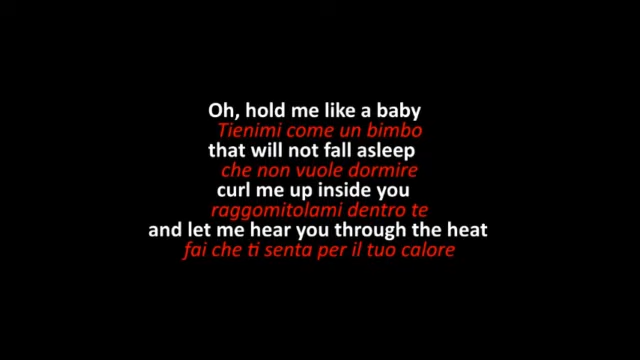 Oh, hold me like a baby
Tienimi come un bimbo
that will not fall asleep
che non vuole dormire
curl me up inside you
raggomitolami dentro te
and let me hear you through the heat
fai che ti senta per il tuo calore